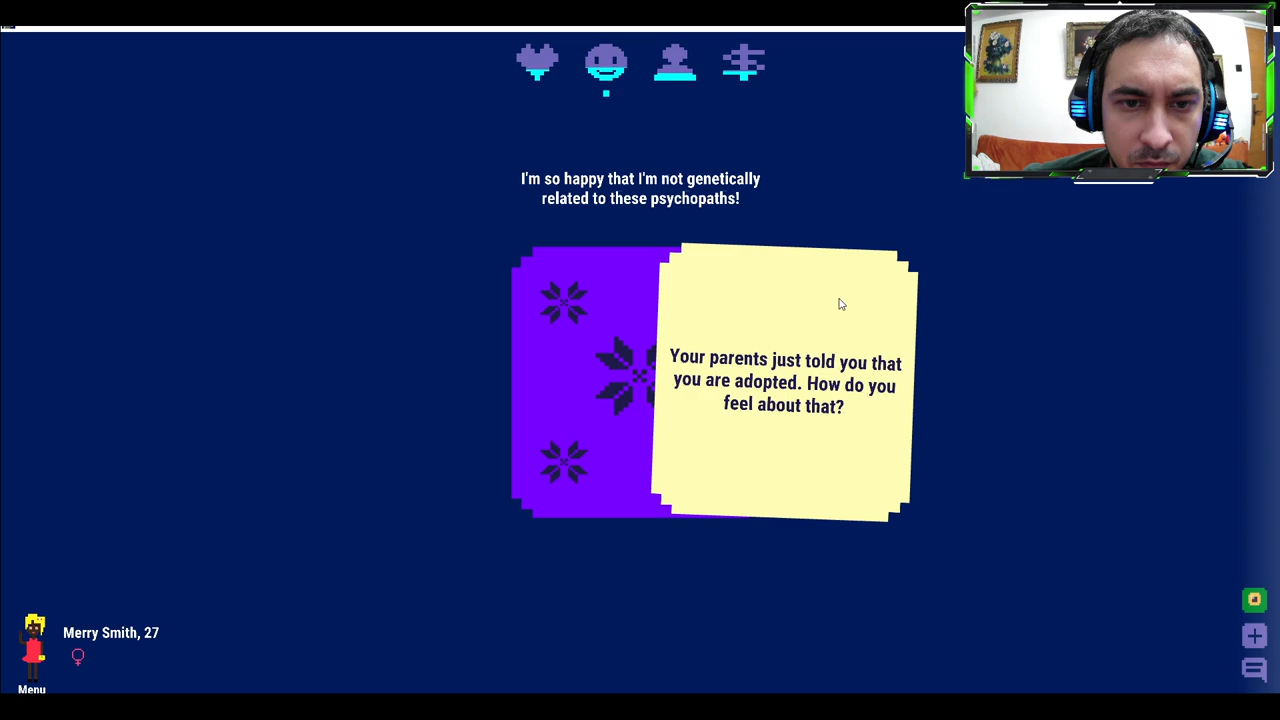 I'm so happy that I'm not genetically
related to these psychopaths!
Your parents just told you that
you are adopted. How do you
feel about that?
Merry Smith, 27
Menu